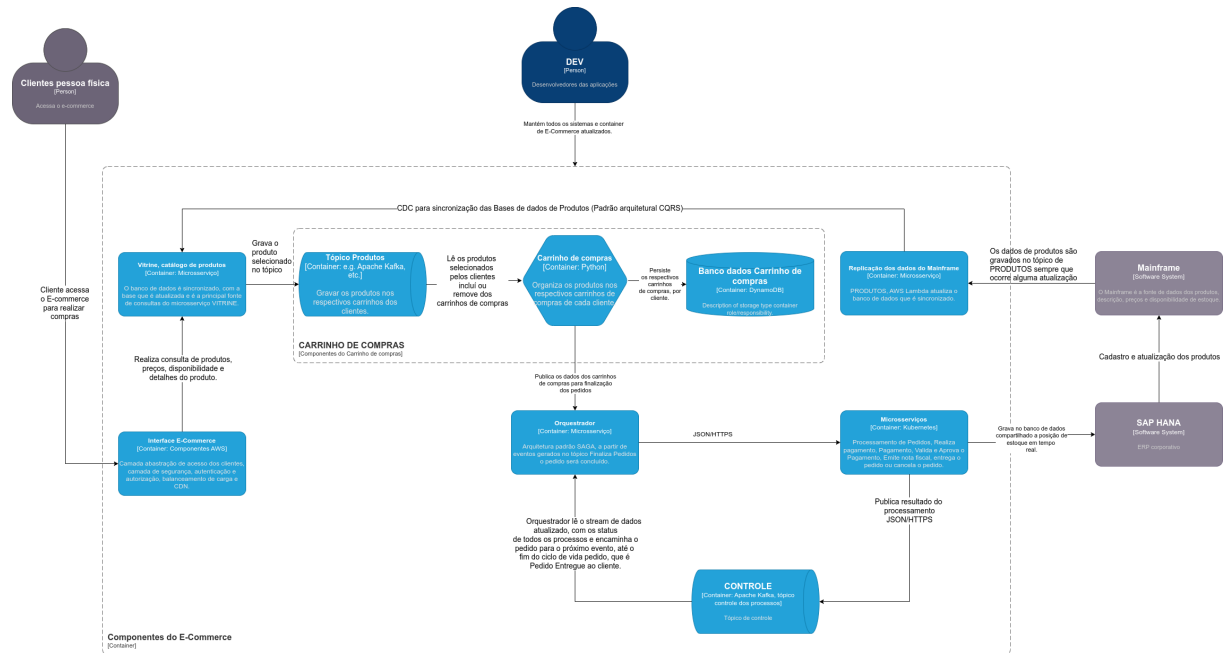 Clientes pessoa física
[Person]
Acessa o e-commerce
DEV
[Person]
Desenvolvedores das aplicações
Mantém todos os sistemas e container
de E-Commerce atualizados.
CDC para sincronização das Bases de dados de Produtos (Padrão arquitetural CQRS)
Vitrine, catálogo de produtos
[Container: Microserviço]
O banco de dados é sincronizado, com a
base que é atualizada e é a principal fonte
de consultas do microserviço VITRINE.
Grava o
produto
selecionado
no tópico
Tópico Produtos
[Container: e.g. Apache Kafka,
etc.]
Gravar os produtos nos
respectivos carrinhos dos
clientes.
Lê os produtos
selecionados
pelos clientes
incluí ou
remove dos
carrinhos de compras
Carrinho de compras
[Container: Python]
Organiza os produtos nos
respectivos carrinhos de
compras de cada cliente.
Persiste
os respectivos
carrinhos
de compras, por
cliente.
Banco dados Carrinho de
compras
[Container: DynamoDB]
Description of storage type container
role/responsibility.
CARRINHO DE COMPRAS
[Componentes do Carrinho de compras]
Replicação dos dados do Mainframe
[Container: Microserviço]
PRODUTOS. AWS Lambda atualiza o
banco de dados que é sincronizado.
Os dados de produtos são
gravados no tópico de
PRODUTOS sempre que
ocorre alguma atualização
Mainframe
[Software System]
O Mainframe é a fonte de dados dos produtos,
descrição, preços e disponibilidade de estoque.
Cliente acessa
o E-commerce
para realizar
compras
Realiza consulta de produtos,
preços, disponibilidade e
detalhes do produto.
Cadastro e atualização dos produtos
Publica os dados dos carrinhos
de compras para finalização
dos pedidos
Interface E-Commerce
[Container: Componentes AWS]
Camada abastração de acesso dos clientes,
camada de segurança, autenticação e
autorização, balanceamento de carga e
CDN.
Orquestrador
[Container: Microserviço]
Arquitetura padrão SAGA, a partir de
eventos gerados no tópico Finaliza Pedidos
o pedido será concluído.
JSON/HTTPS
Microserviços
[Container: Kubernetes]
Processamento de Pedidos, Realiza
pagamento, Pagamento, Valida e Aprova o
Pagamento, Emite nota fiscal, entrega o
pedido ou cancela o pedido.
Grava no banco de dados
compartilhado a posição de
estoque em tempo
real.
SAP HANA
[Software System]
ERP corporativo
Publica resultado do
processamento
JSON/HTTPS
Orquestrador lê o stream de dados
atualizado, com os status
de todos os processos e encaminha o
pedido para o próximo evento, até o
fim do ciclo de vida pedido, que é
Pedido Entregue ao cliente.
CONTROLE
[Container: Apache Kafka, tópico
controle dos processos]
Tópico de controle
Componentes do E-Commerce
[Container]